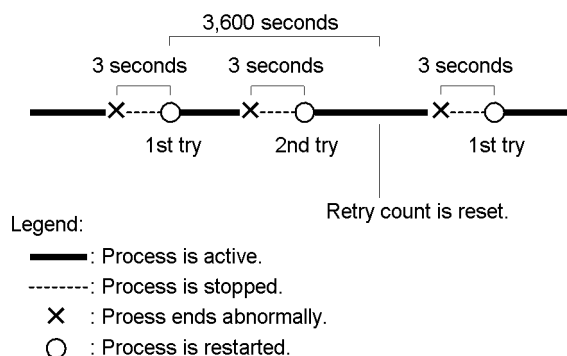 3,600 seconds
3 seconds 3 seconds 3 seconds
1st try 2nd try 1st try
Retry count is reset.
Legend:
: Process is active.
: Process is stopped.
: Proess ends abnormally.
: Process is restarted.